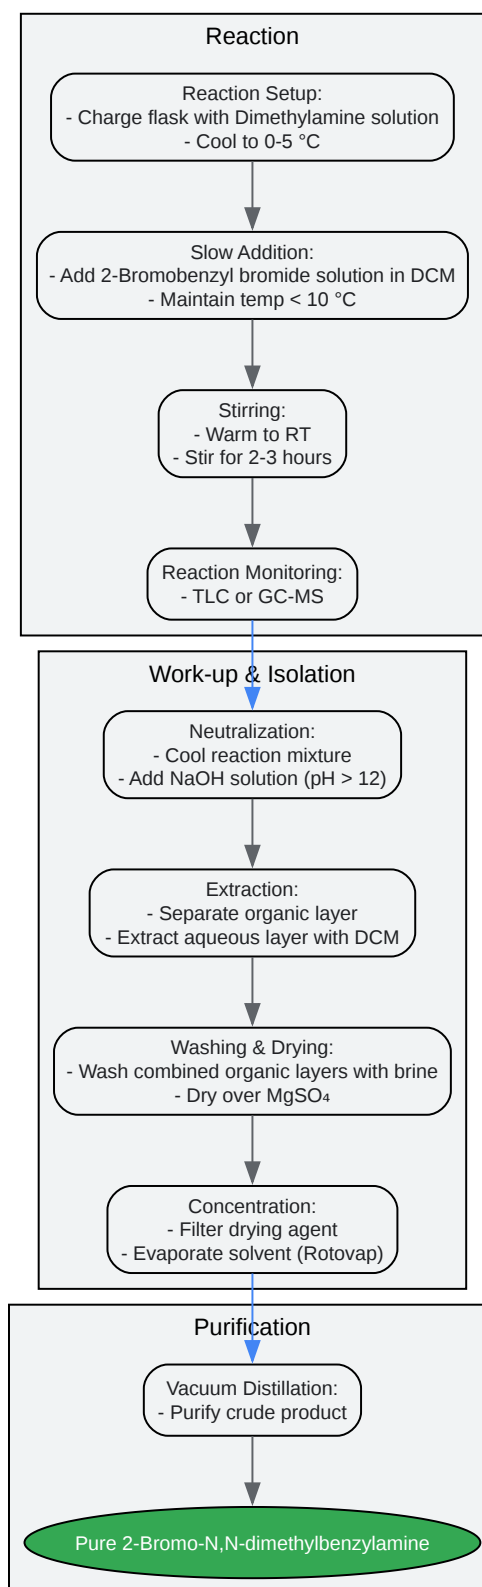 Reaction
Reaction Setup:
- Charge flask with Dimethylamine solution
- Cool to 0-5 °C
Slow Addition:
- Add 2-Bromobenzyl bromide solution in DCM
- Maintain temp < 10 °C
Stirring:
- Warm to RT
- Stir for 2-3 hours
Reaction Monitoring:
- TLC or GC-MS
Work-up & Isolation
Neutralization:
- Cool reaction mixture
- Add NaOH solution (pH > 12)
Extraction:
- Separate organic layer
- Extract aqueous layer with DCM
Washing & Drying:
- Wash combined organic layers with brine
- Dry over MgSO₄
Concentration:
- Filter drying agent
- Evaporate solvent (Rotovap)
Purification
Vacuum Distillation:
- Purify crude product
Pure 2-Bromo-N,N-dimethylbenzylamine